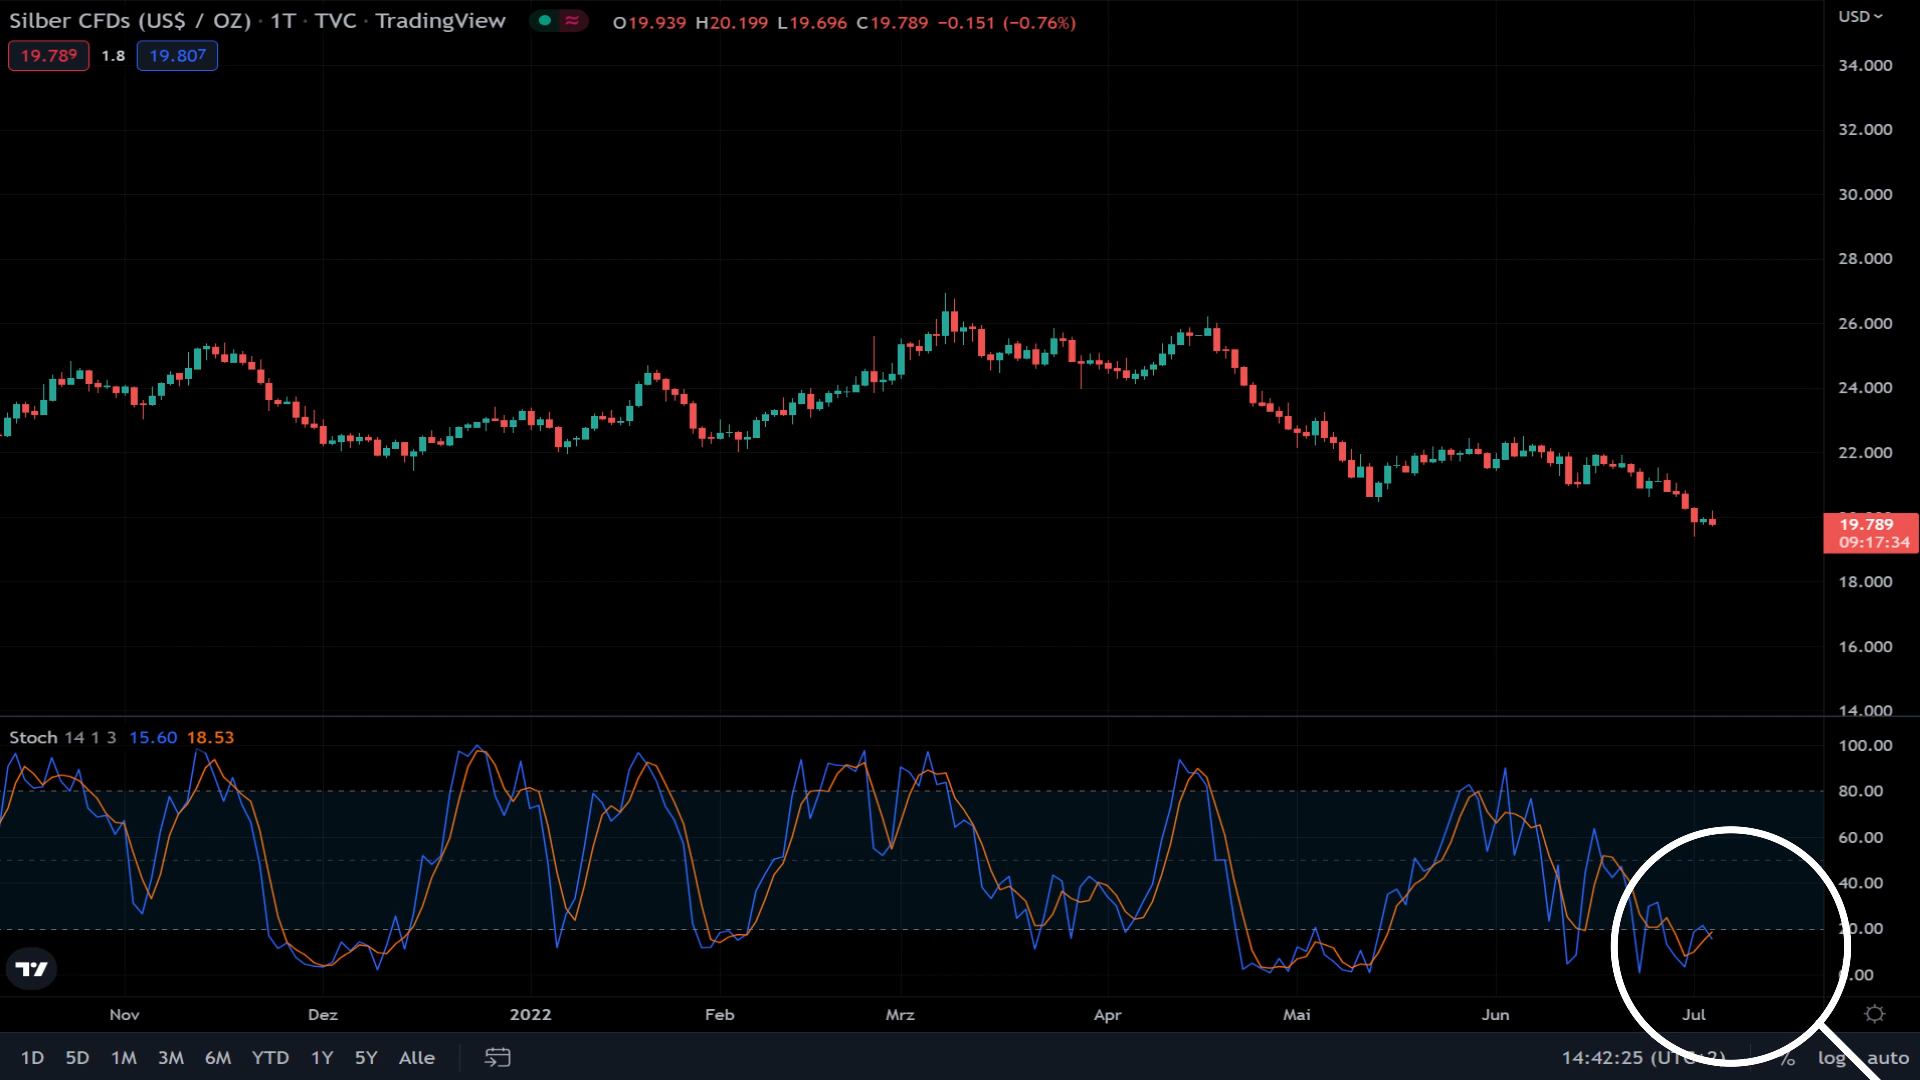 Silber CFDs (US$ / OZ) · 1T · TVC · TradingView O19.939 H20.199 L19.696 C19.789 −0.151 (−0.76%)
USD
19.789 1.8 19.807
34.000
32.000
30.000
28.000
26.000
24.000
22.000
19.789
09:17:34
18.000
16.000
14.000
Stoch 14 1 3 15.60 18.53
100.00
80.00
60.00
40.00
20.00
Nov Dez 2022 Feb Mrz Apr Mai Jun Jul
1D 5D 1M 3M 6M YTD 1Y 5Y Alle 14:42:25 % log auto